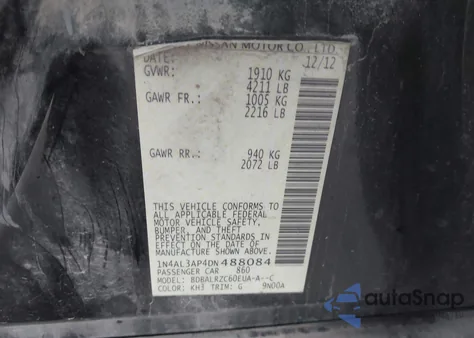 NISSAN MOTOR CO., LTD.
DATE: 12/12
GVWR: 1910 KG
4211 LB
GAWR FR.: 1005 KG
2216 LB
GAWR RR.: 940 KG
2072 LB
THIS VEHICLE CONFORMS
TO ALL APPLICABLE FEDERAL
MOTOR VEHICLE SAFETY,
BUMPER, AND THEFT
PREVENTION STANDARDS
IN EFFECT ON THE DATE OF
MANUFACTURE SHOWN ABOVE.
1N4AL3AP4DN488084
PASSENGER CAR 860
MODEL: BDBALRZC60EUA-A--C
COLOR: KH3 TRIM: G 9N00A
autoSnap